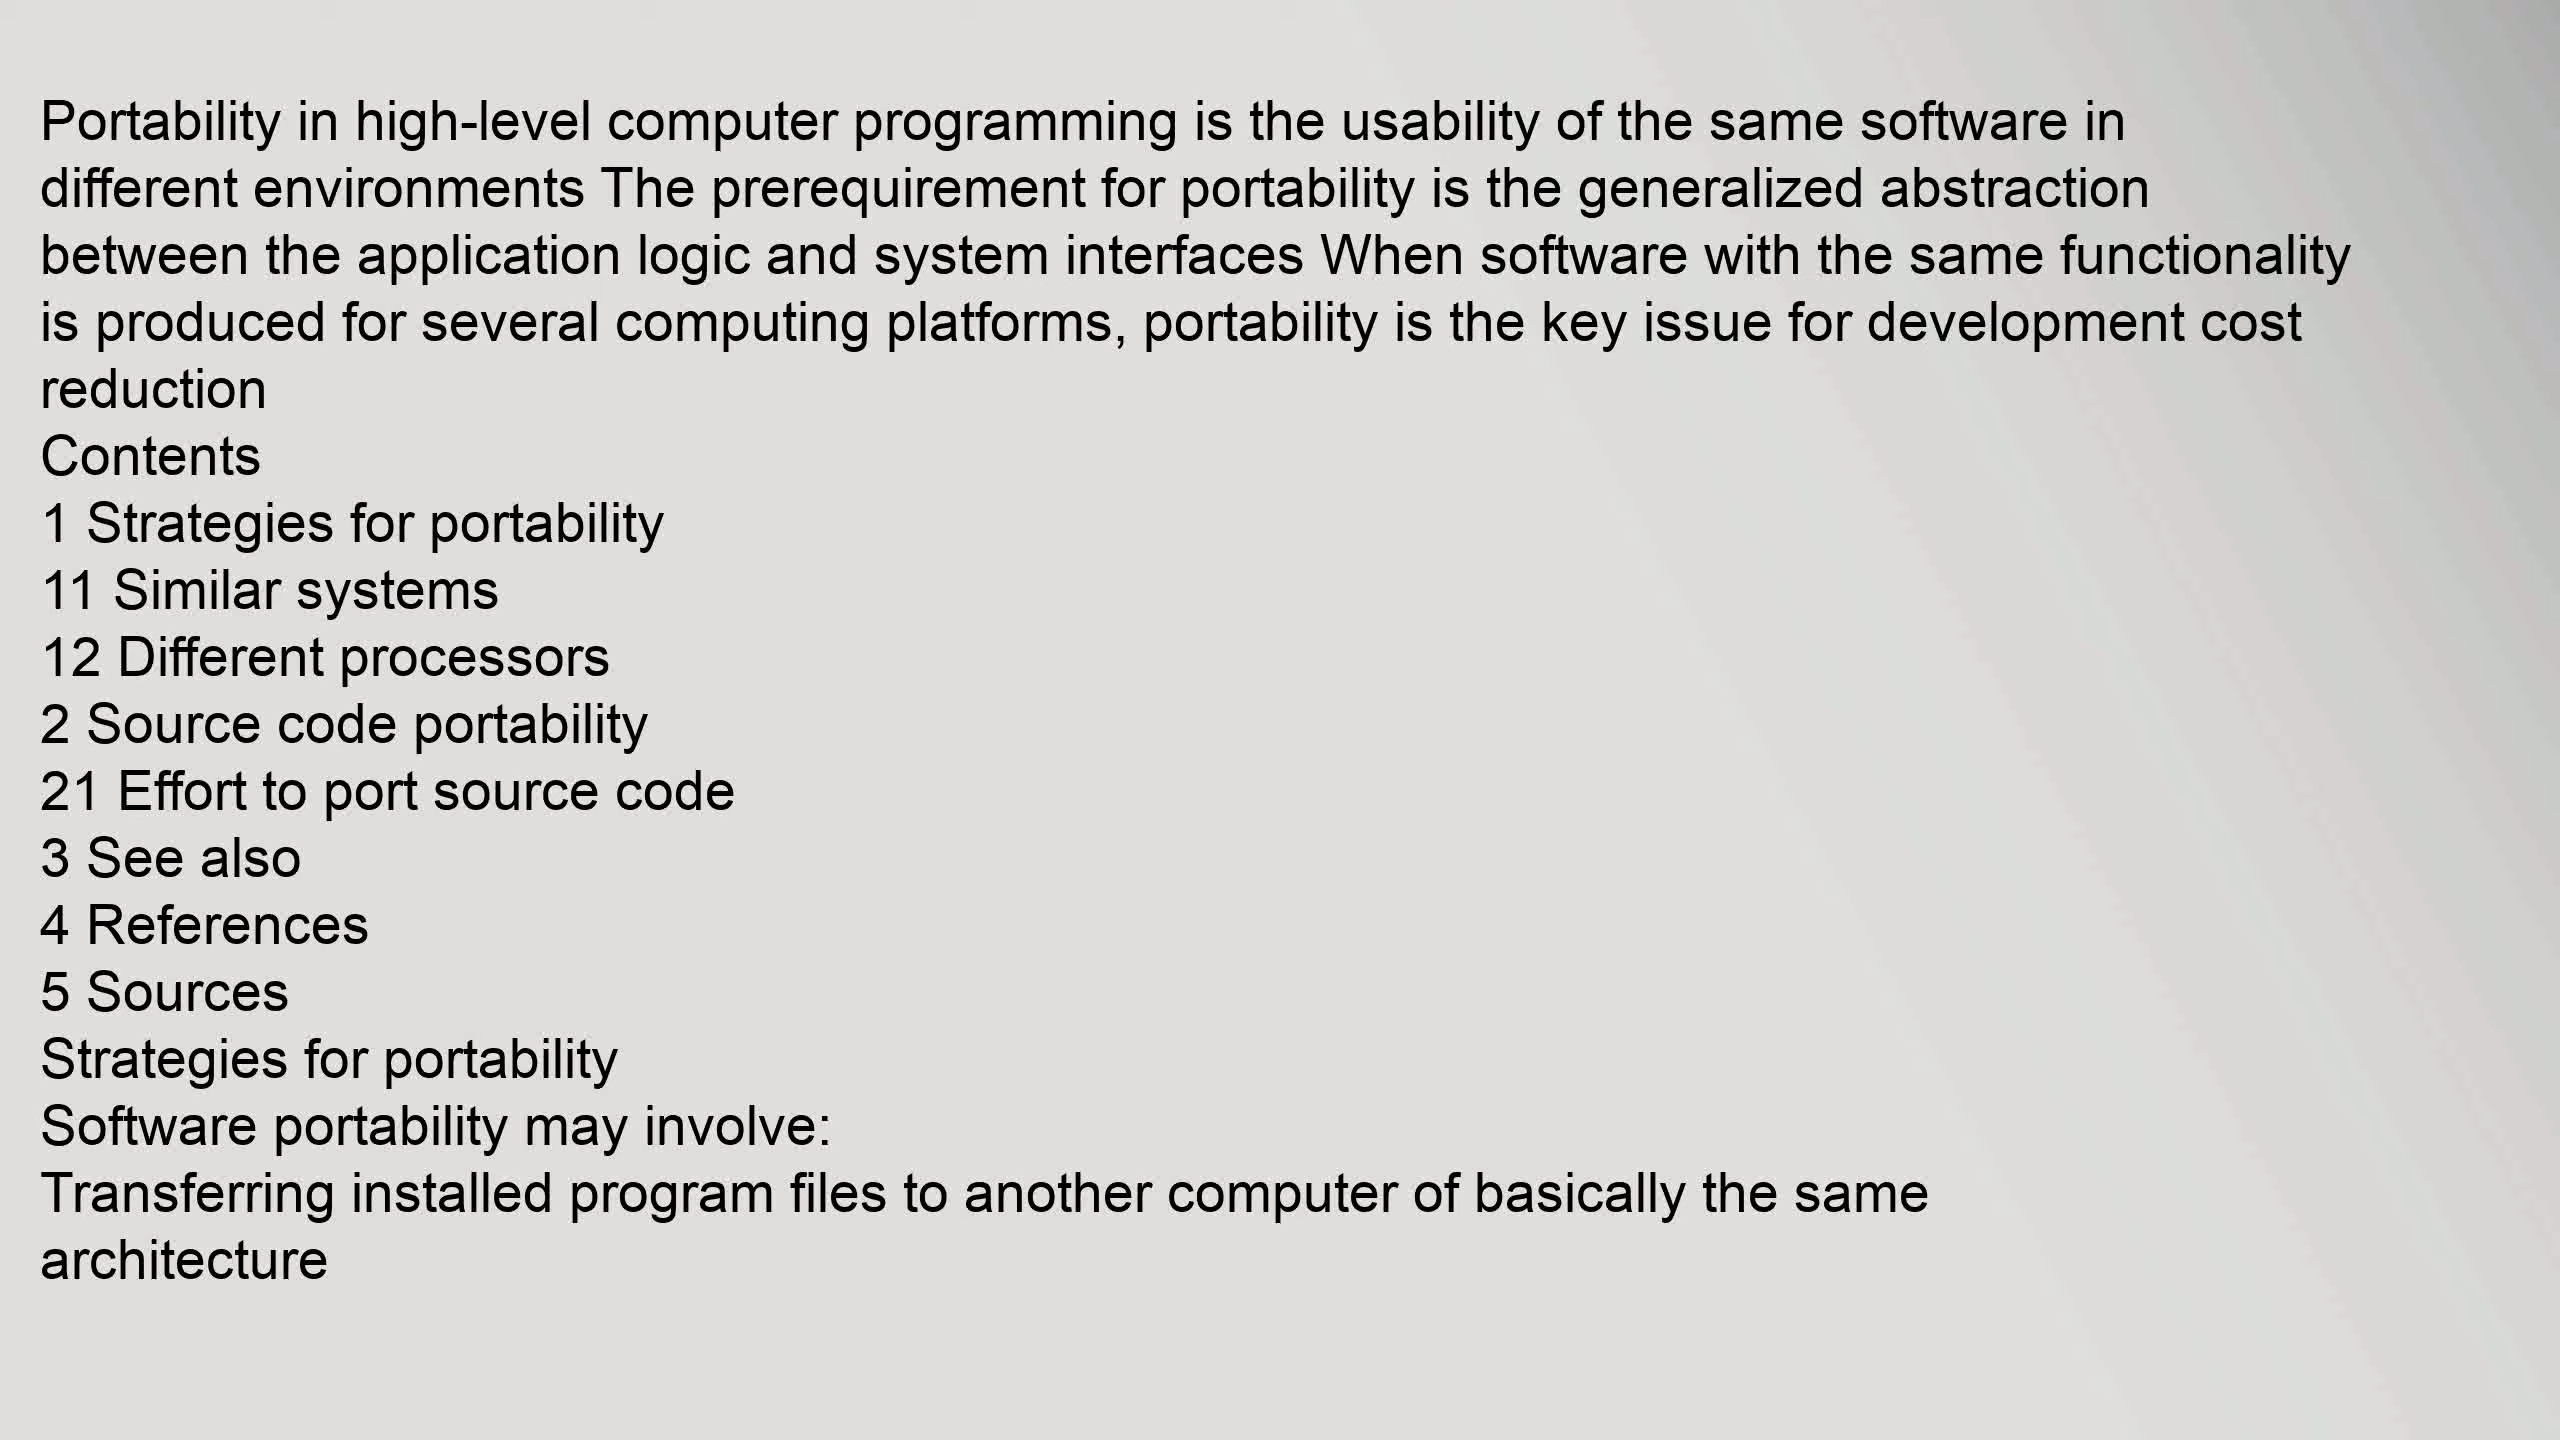 Portability in high-level computer programming is the usability of the same software in
different environments The prerequirement for portability is the generalized abstraction
between the application logic and system interfaces When software with the same functionality
is produced for several computing platforms, portability is the key issue for development cost
reduction
Contents
1 Strategies for portability
11 Similar systems
12 Different processors
2 Source code portability
21 Effort to port source code
3 See also
4 References
5 Sources
Strategies for portability
Software portability may involve:
Transferring installed program files to another computer of basically the same
architecture